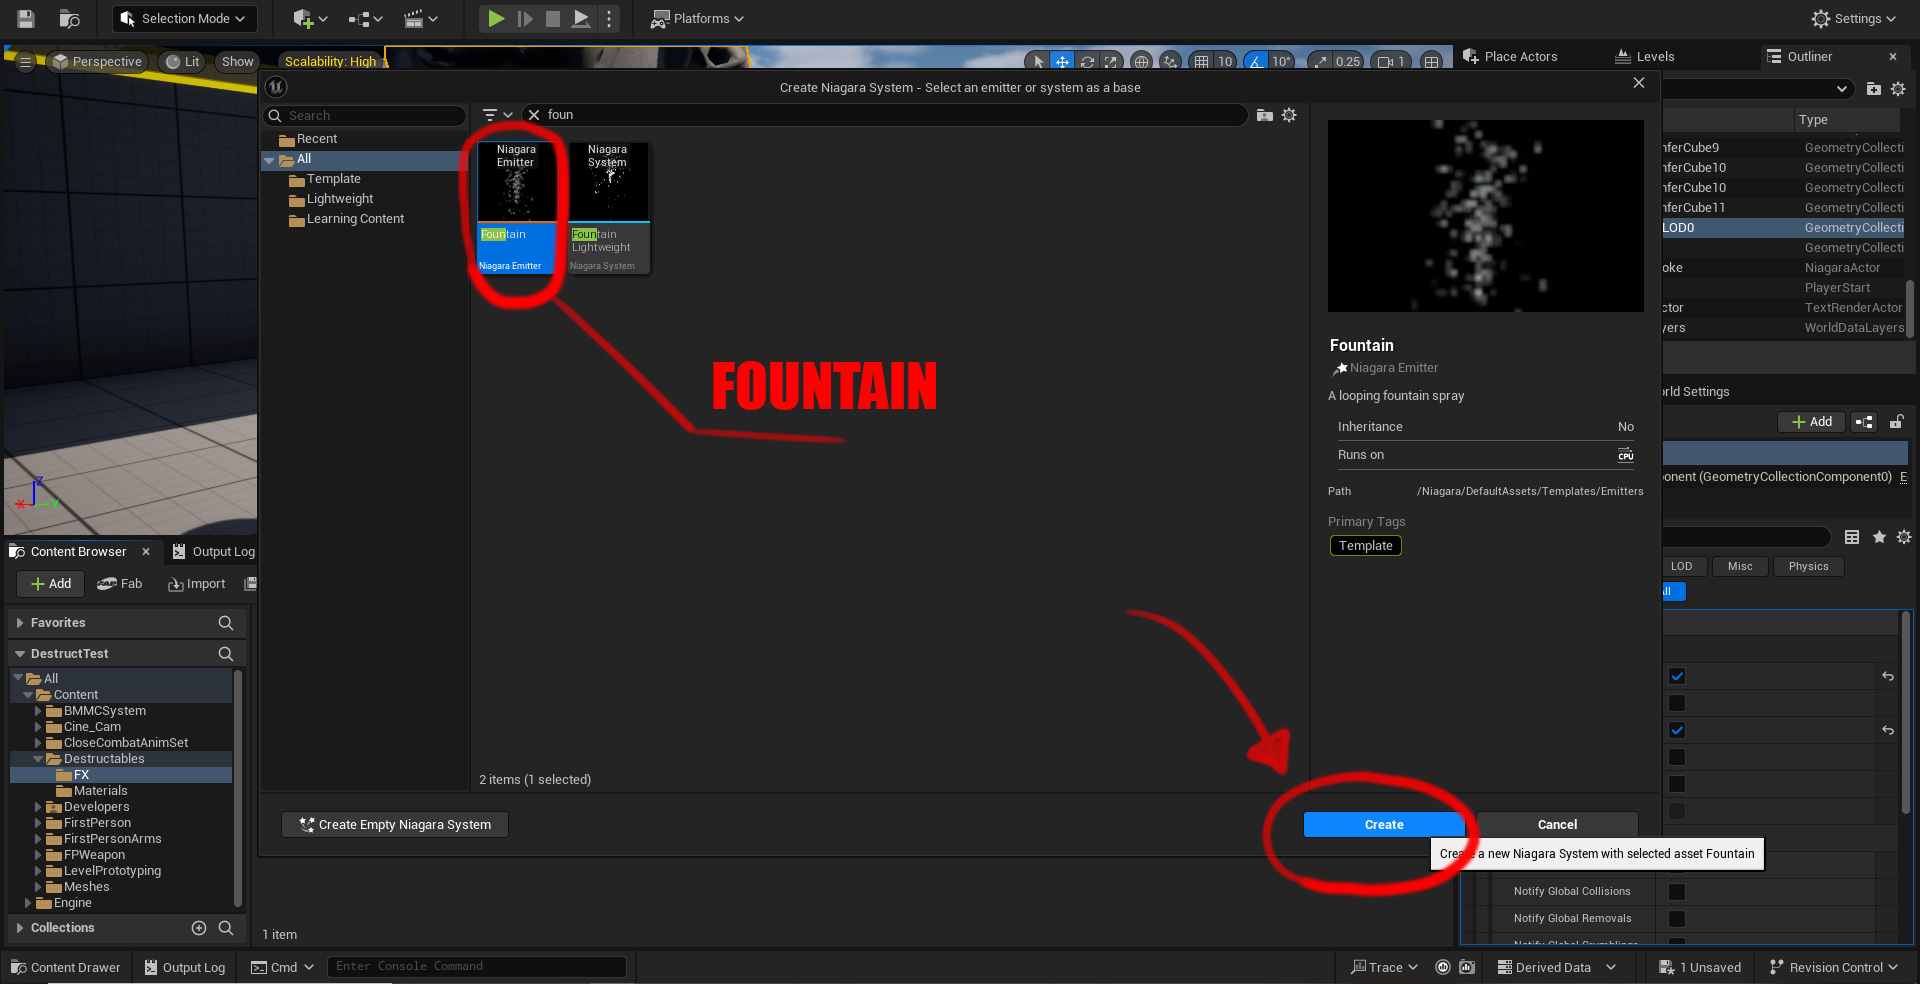 Selection Mode
Platforms
Settings
Perspective
Lit
Show
Scalability: High
10
10°
0.25
1
Place Actors
Levels
Outliner
Create Niagara System - Select an emitter or system as a base
Search
foun
Type
Recent
All
Template
Lightweight
Learning Content
Niagara
Emitter
Fountain
Niagara Emitter
Niagara
System
Fountain
Lightweight
Niagara System
nferCube9 GeometryCollecti
nferCube10 GeometryCollecti
nferCube10 GeometryCollecti
nferCube11 GeometryCollecti
LOD0 GeometryCollecti
GeometryCollecti
oke NiagaraActor
PlayerStart
ctor TextRenderActor
yers WorldDataLayers
FOUNTAIN
Fountain
Niagara Emitter
A looping fountain spray
Inheritance No
Runs on CPU
Path /Niagara/DefaultAssets/Templates/Emitters
Primary Tags
Template
rld Settings
Add
onent (GeometryCollectionComponent0) E
LOD
Misc
Physics
All
X
Y
Z
Content Browser
Output Log
Add
Fab
Import
Favorites
DestructTest
All
Content
BMMCSystem
Cine_Cam
CloseCombatAnimSet
Destructables
FX
Materials
Developers
FirstPerson
FirstPersonArms
FPWeapon
LevelPrototyping
Meshes
Engine
Collections
2 items (1 selected)
Create Empty Niagara System
Create
Cancel
Create a new Niagara System with selected asset Fountain
Notify Global Collisions
Notify Global Removals
Notify Global Crumblings
1 item
Content Drawer
Output Log
Cmd
Enter Console Command
Trace
Derived Data
1 Unsaved
Revision Control